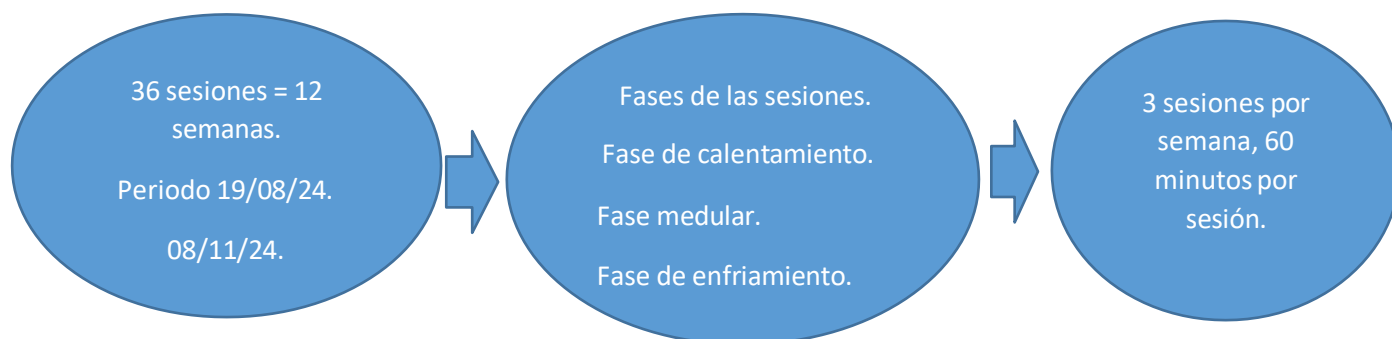 36 sesiones = 12
semanas.
Periodo 19/08/24.
08/11/24.
Fases de las sesiones.
Fase de calentamiento.
Fase medular.
Fase de enfriamiento.
3 sesiones por
semana, 60
minutos por
sesión.